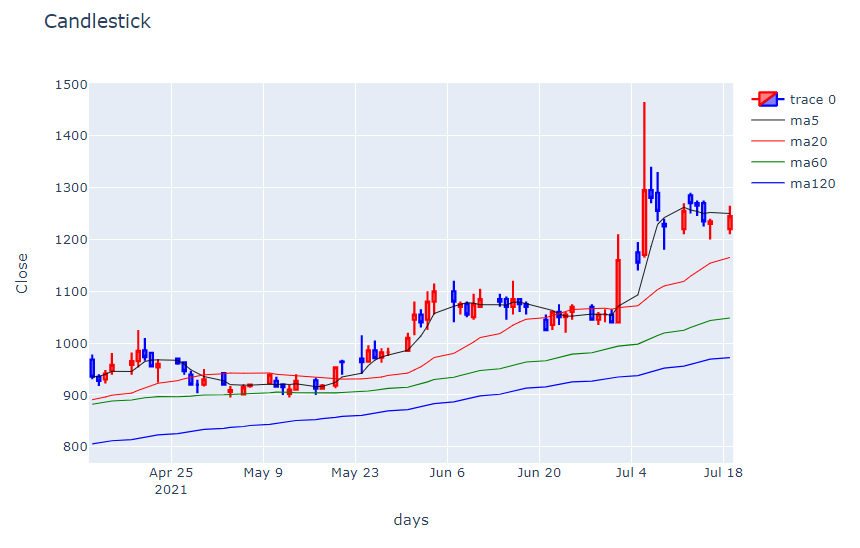 Candlestick
1500
1400
1300
1200
1100
1000
900
800
Close
Apr 25
2021
May 9
May 23
Jun 6
Jun 20
Jul 4
Jul 18
days
trace 0
ma5
ma20
ma60
ma120